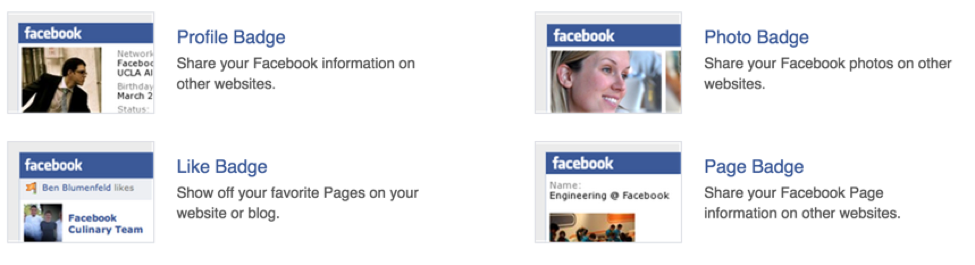 facebook
Network
Faceboo
UCLA Al
Birthday
March 2
Status:
Profile Badge
Share your Facebook information on
other websites.
facebook
Photo Badge
Share your Facebook photos on other
websites.
facebook
Ben Blumenfeld likes
Facebook
Culinary Team
Like Badge
Show off your favorite Pages on your
website or blog.
facebook
Name:
Engineering @ Facebook
Page Badge
Share your Facebook Page
information on other websites.